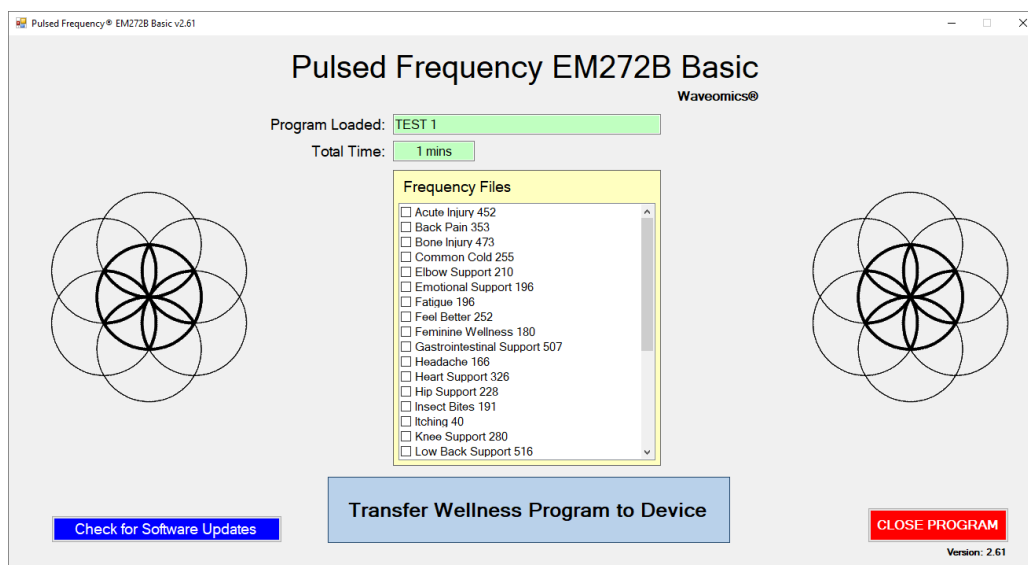 Pulsed Frequency® EM272B Basic v2.61
Pulsed Frequency EM272B Basic
Waveomics®
Program Loaded: TEST 1
Total Time: 1 mins
Frequency Files
Acute Injury 452
Back Pain 353
Bone Injury 473
Common Cold 255
Elbow Support 210
Emotional Support 196
Fatigue 196
Feel Better 252
Feminine Wellness 180
Gastrointestinal Support 507
Headache 166
Heart Support 326
Hip Support 228
Insect Bites 191
Itching 40
Knee Support 280
Low Back Support 516
Transfer Wellness Program to Device
Check for Software Updates
CLOSE PROGRAM
Version: 2.61